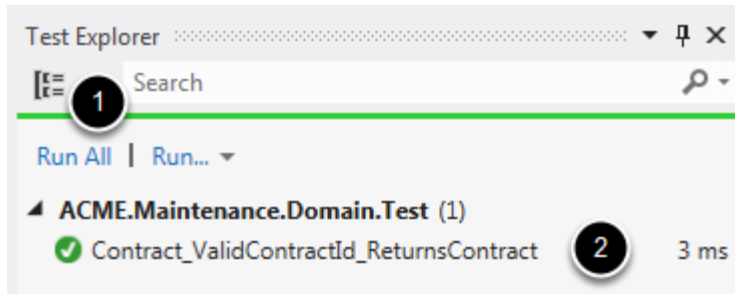 Test Explorer
Search
1
Run All | Run...
ACME.Maintenance.Domain.Test (1)
Contract_ValidContractId_ReturnsContract 2 3 ms